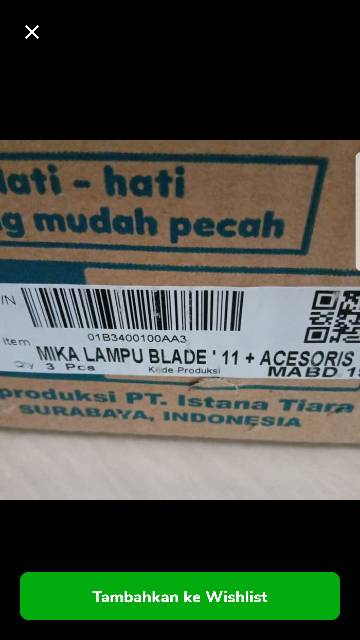 hati - hati
mudah pecah
01B3400100AA3
Item MIKA LAMPU BLADE ' 11 + ACESORIS
Qty 3 Pcs Kode Produksi MABD
produksi PT. Istana Tiara
SURABAYA, INDONESIA
Tambahkan ke Wishlist